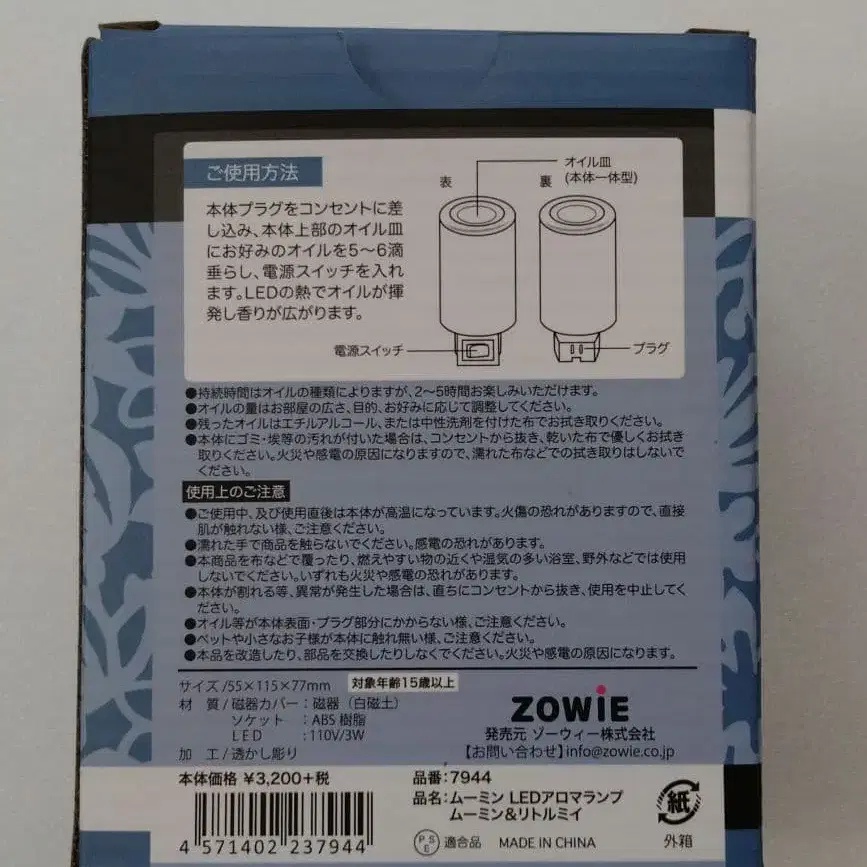 ご使用方法
本体プラグをコンセントに差
し込み、本体上部のオイル皿
にお好みのオイルを5〜6滴
垂らし、電源スイッチを入れ
ます。LEDの熱でオイルが揮
発し香りが広がります。
表
裏
オイル皿
(本体一体型)
電源スイッチ
プラグ
●持続時間はオイルの種類によりますが、2〜5時間お楽しみいただけます。
●オイルの量はお部屋の広さ、目的、お好みに応じて調整してください。
●残ったオイルはエチルアルコール、または中性洗剤を付けた布でお拭き取りください。
●本体にゴミ・埃等の汚れが付いた場合は、コンセントから抜き、乾いた布で優しくお拭き
取りください。火災や感電の原因になりますので、濡れた布などでの拭き取りはしないで
ください。
使用上のご注意
●ご使用中、及び使用直後は本体が高温になっています。火傷の恐れがありますので、直接
肌が触れない様、ご注意ください。
●濡れた手で商品を触らないでください。感電の恐れがあります。
●本商品を布などで覆ったり、燃えやすい物の近くや湿気の多い浴室、野外などでは使用
しないでください。いずれも火災や感電の恐れがあります。
●本体が割れる等、異常が発生した場合は、直ちにコンセントから抜き、使用を中止してく
ださい。
●オイル等が本体表面・プラグ部分にかからない様、ご注意ください。
●ペットや小さなお子様が本体に触れ無い様、ご注意ください。
●本品を改造したり、部品を交換したりしなくでください。火災や感電の原因になります。
サイズ/55×115×77mm 対象年齢15歳以上
材 質/磁器カバー:磁器(白磁土)
ソケット :ABS 樹脂
LED :110V/3W
加 工/透かし彫り
ZOWiE
発売元 ゾーウィー株式会社
【お問い合わせ】info@zowie.co.jp
本体価格 ¥3,200+税
4 571402 237944
品番:7944
品名:ムーミン LEDアロマランプ
ムーミン&リトルミイ
PSE 適合品 MADE IN CHINA
紙
外箱